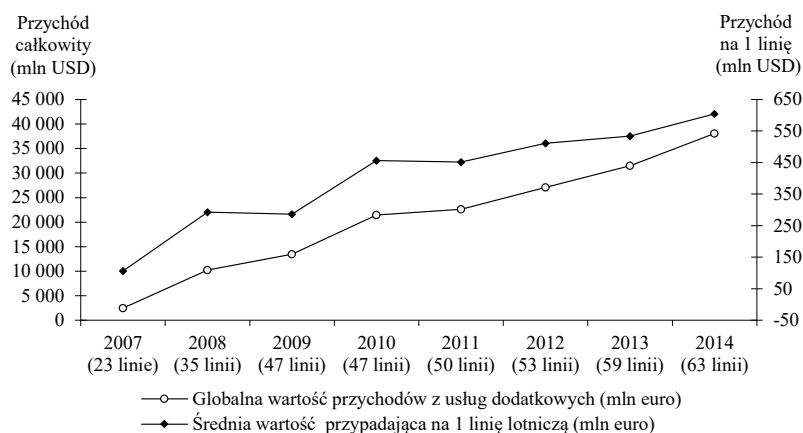 Przychód
całkowity
(mln USD)
Przychód
na 1 linię
(mln USD)
45 000
40 000
35 000
30 000
25 000
20 000
15 000
10 000
5 000
0
650
550
450
350
250
150
50
-50
2007 2008 2009 2010 2011 2012 2013 2014
(23 linie) (35 linii) (47 linii) (47 linii) (50 linii) (53 linii) (59 linii) (63 linii)
Globalna wartość przychodów z usług dodatkowych (mln euro)
Średnia wartość przypadająca na 1 linię lotniczą (mln euro)